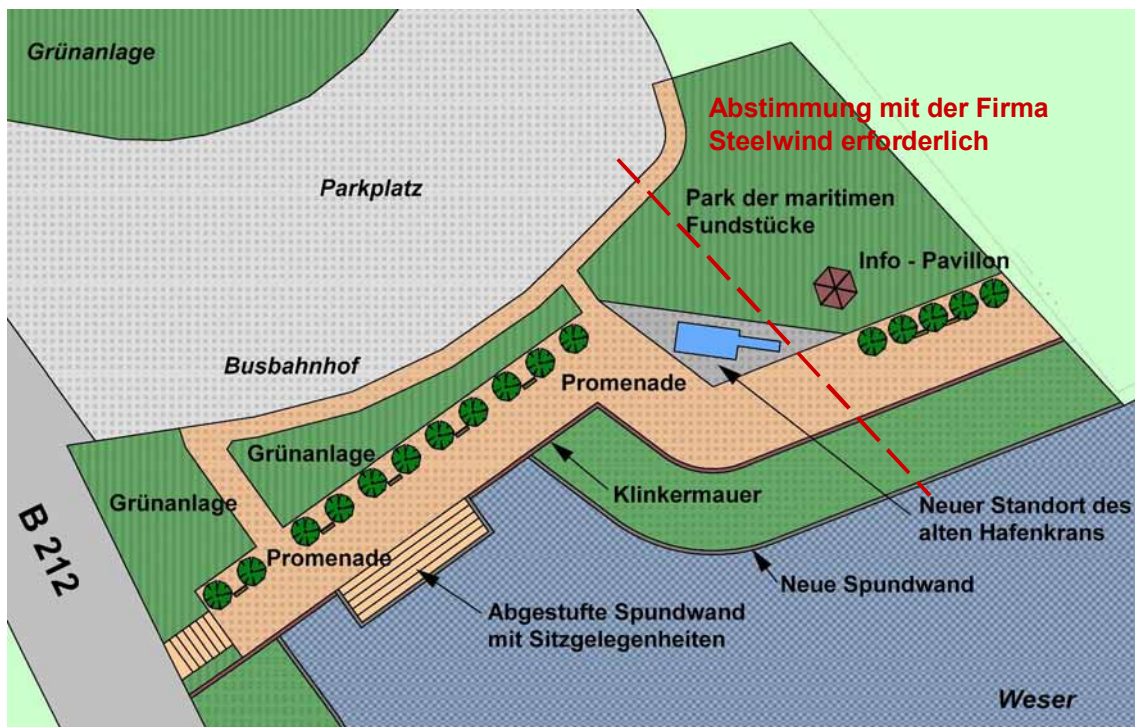 Grünanlage
Abstimmung mit der Firma
Steelwind erforderlich
Parkplatz
Park der maritimen
Fundstücke
Info - Pavillon
Busbahnhof
Promenade
Grünanlage
Klinkermauer
Grünanlage
Neuer Standort des
alten Hafenkrans
B 212
Promenade
Neue Spundwand
Abgestufte Spundwand
mit Sitzgelegenheiten
Weser